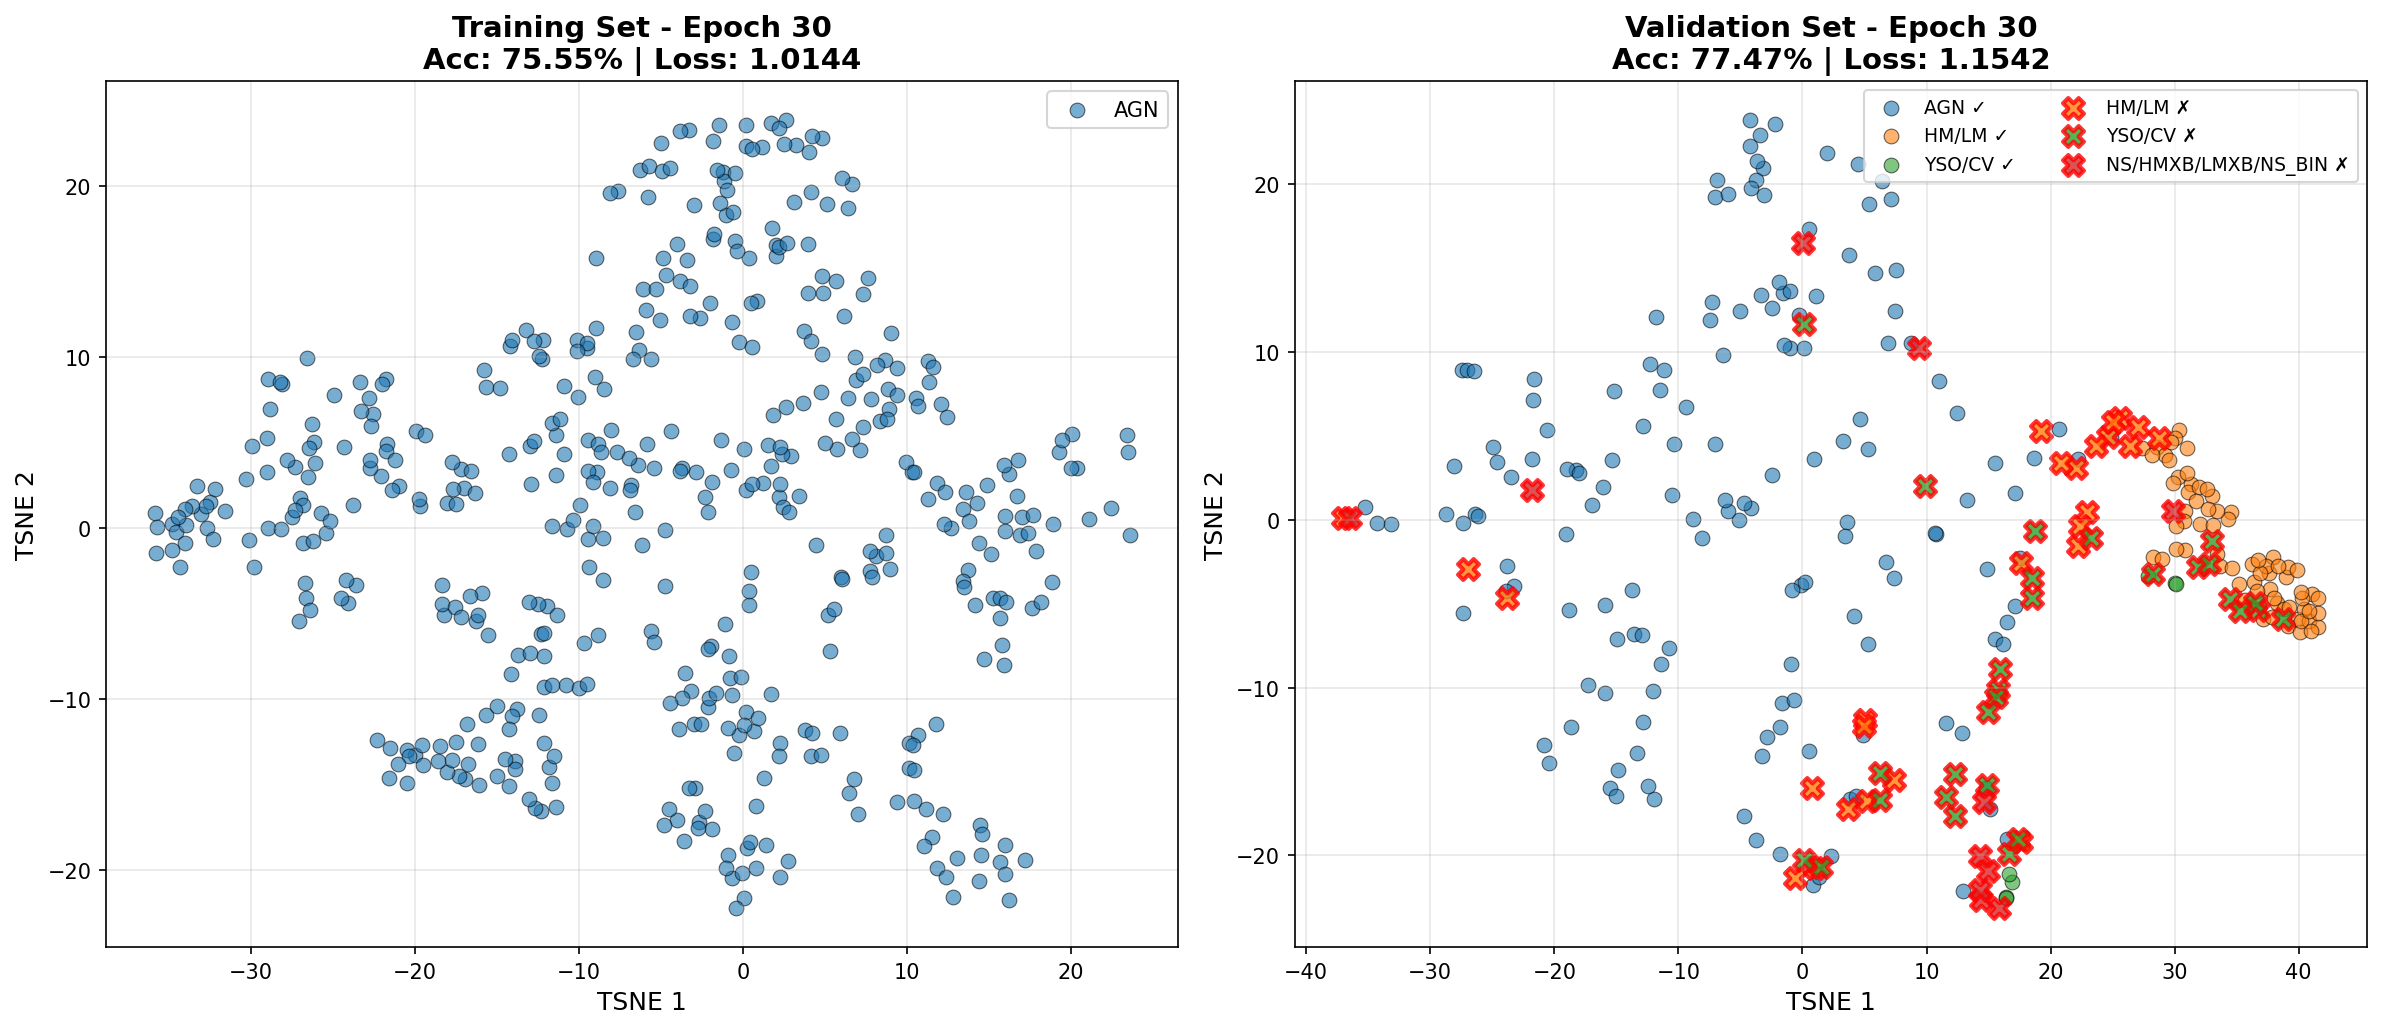 Training Set - Epoch 30
Acc: 75.55% | Loss: 1.0144
AGN
20
10
0
−10
−20
−30
−20
−10
0
10
20
TSNE 1
TSNE 2
Validation Set - Epoch 30
Acc: 77.47% | Loss: 1.1542
AGN ✓
HM/LM ✓
YSO/CV ✓
HM/LM ✗
YSO/CV ✗
NS/HMXB/LMXB/NS_BIN ✗
20
10
0
−10
−20
−40
−30
−20
−10
0
10
20
30
40
TSNE 1
TSNE 2